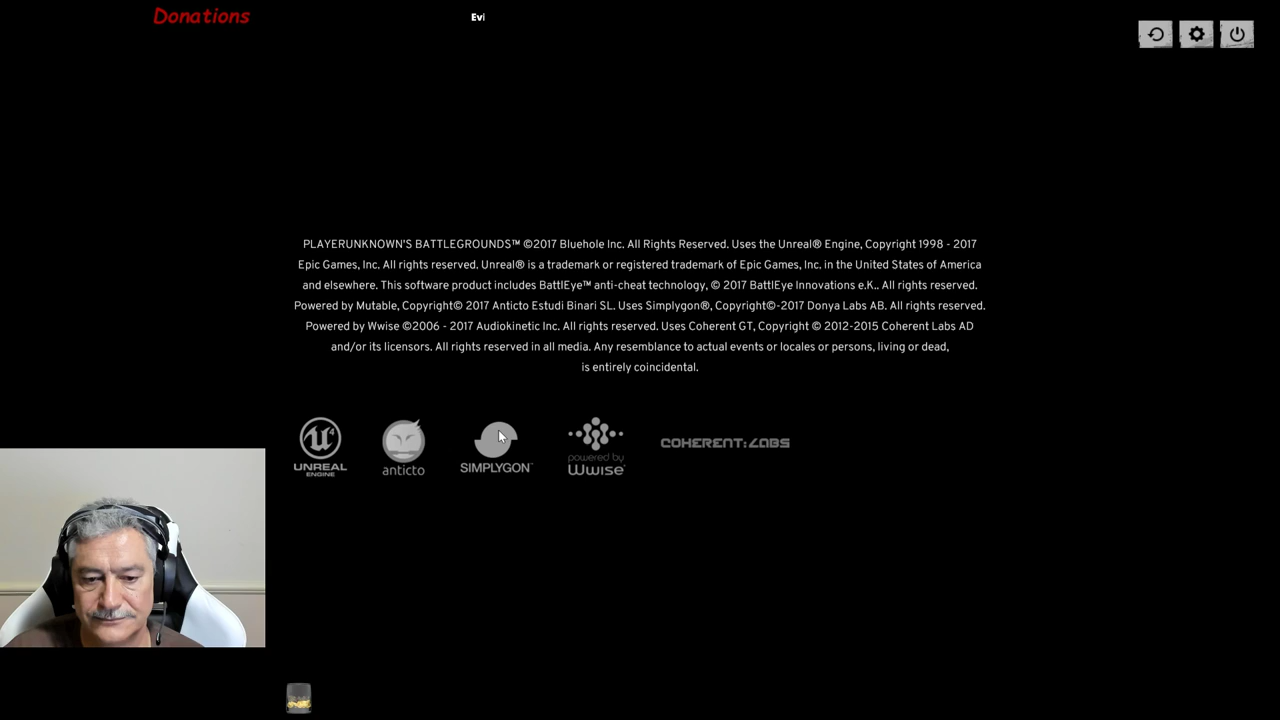 Donations
Evi
PLAYERUNKNOWN'S BATTLEGROUNDS™ ©2017 Bluehole Inc. All Rights Reserved. Uses the Unreal® Engine, Copyright 1998 - 2017
Epic Games, Inc. All rights reserved. Unreal® is a trademark or registered trademark of Epic Games, Inc. in the United States of America
and elsewhere. This software product includes BattlEye™ anti-cheat technology, © 2017 BattlEye Innovations e.K.. All rights reserved.
Powered by Mutable, Copyright© 2017 Anticto Estudi Binari SL. Uses Simplygon®, Copyright©-2017 Donya Labs AB. All rights reserved.
Powered by Wwise ©2006 - 2017 Audiokinetic Inc. All rights reserved. Uses Coherent GT, Copyright © 2012-2015 Coherent Labs AD
and/or its licensors. All rights reserved in all media. Any resemblance to actual events or locales or persons, living or dead,
is entirely coincidental.
UNREAL
ENGINE
anticto
SIMPLYGON™
powered by
Wwise
COHERENT:LABS